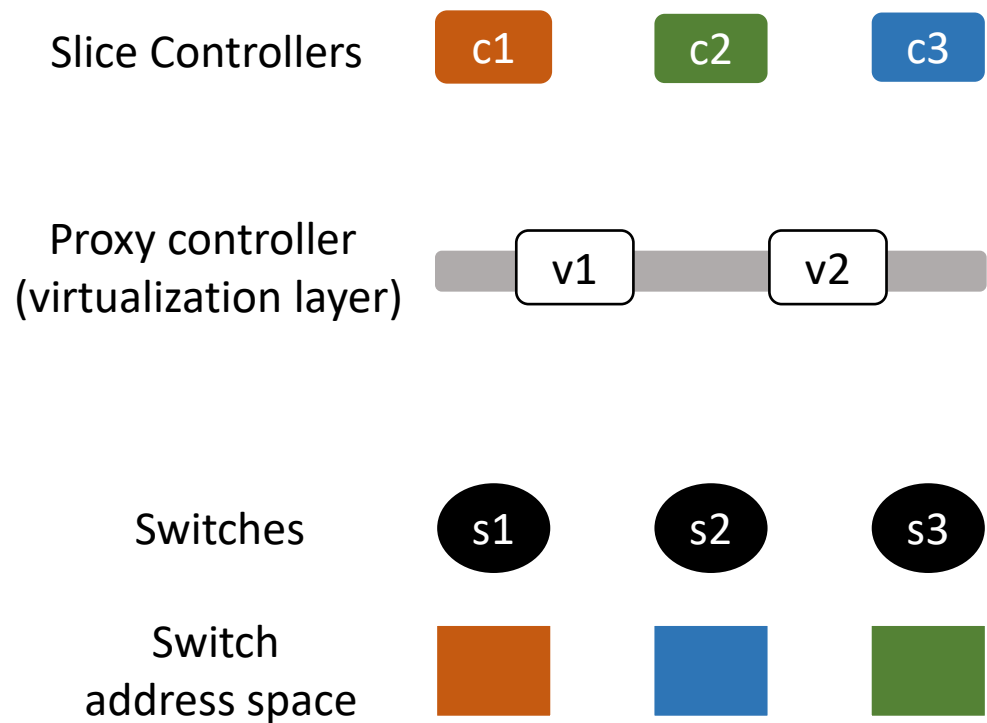 Slice Controllers
c1
c2
c3
Proxy controller
(virtualization layer)
v1
v2
Switches
s1
s2
s3
Switch
address space